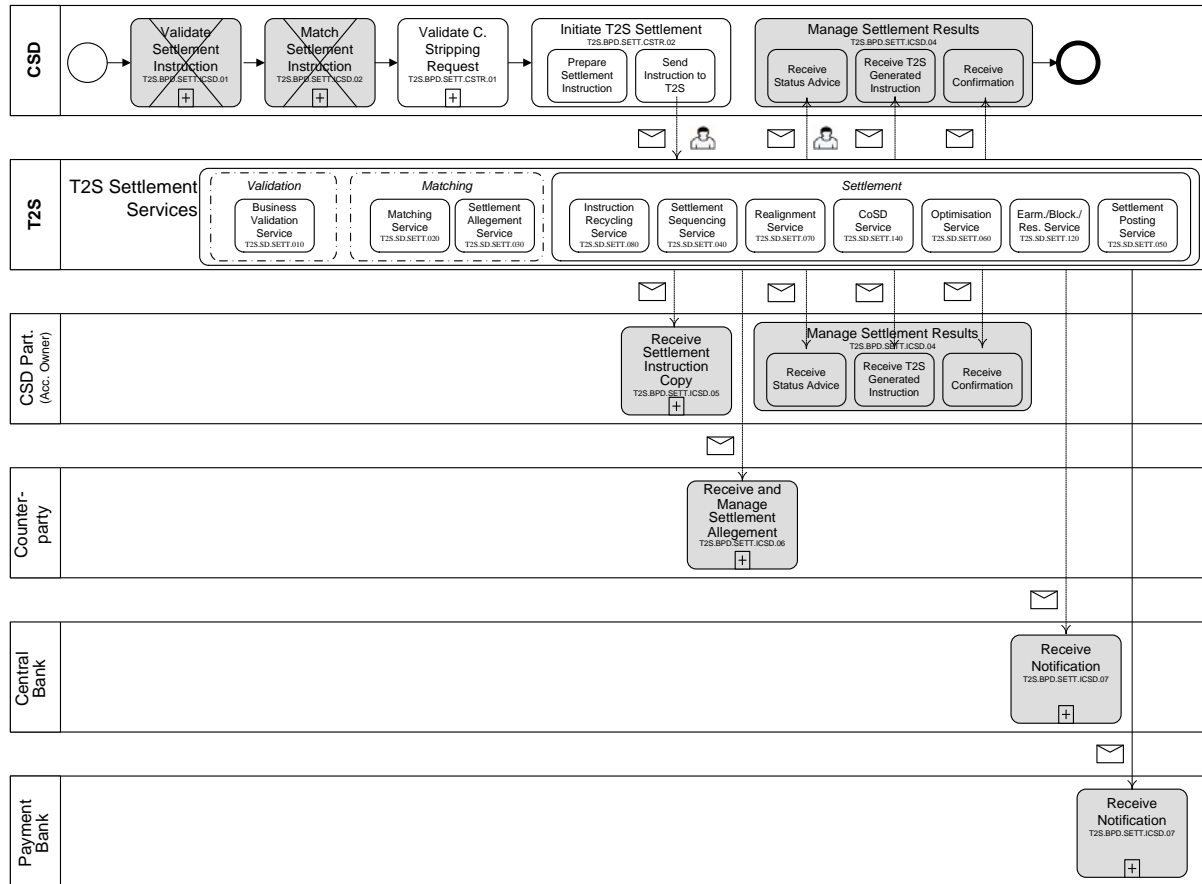 CSD
Validate
Settlement
Instruction
T2S.BPD.SETT.ICSD.01
+
Match
Settlement
Instruction
T2S.BPD.SETT.ICSD.02
+
Validate C.
Stripping
Request
T2S.BPD.SETT.CSTR.01
+
Initiate T2S Settlement
T2S.BPD.SETT.CSTR.02
Prepare
Settlement
Instruction
Send
Instruction to
T2S
Manage Settlement Results
T2S.BPD.SETT.ICSD.04
Receive
Status Advice
Receive T2S
Generated
Instruction
Receive
Confirmation
T2S
T2S Settlement
Services
Validation
Business
Validation
Service
T2S.SD.SETT.010
Matching
Matching
Service
T2S.SD.SETT.020
Settlement
Allegement
Service
T2S.SD.SETT.030
Settlement
Instruction
Recycling
Service
T2S.SD.SETT.080
Settlement
Sequencing
Service
T2S.SD.SETT.040
Realignment
Service
T2S.SD.SETT.070
CoSD
Service
T2S.SD.SETT.140
Optimisation
Service
T2S.SD.SETT.060
Earm./Block./
Res. Service
T2S.SD.SETT.120
Settlement
Posting
Service
T2S.SD.SETT.050
CSD Part.
(Acc. Owner)
Receive
Settlement
Instruction
Copy
T2S.BPD.SETT.ICSD.05
+
Manage Settlement Results
T2S.BPD.SETT.ICSD.04
Receive
Status Advice
Receive T2S
Generated
Instruction
Receive
Confirmation
Counter-
party
Receive and
Manage
Settlement
Allegement
T2S.BPD.SETT.ICSD.06
+
Central
Bank
Receive
Notification
T2S.BPD.SETT.ICSD.07
+
Payment
Bank
Receive
Notification
T2S.BPD.SETT.ICSD.07
+